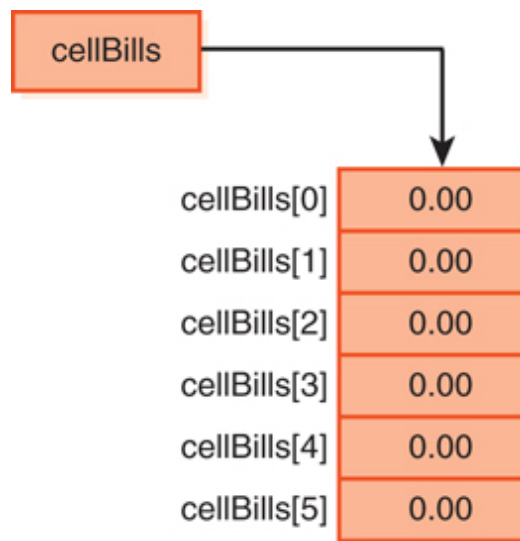 cellBills
cellBills[0] 0.00
cellBills[1] 0.00
cellBills[2] 0.00
cellBills[3] 0.00
cellBills[4] 0.00
cellBills[5] 0.00